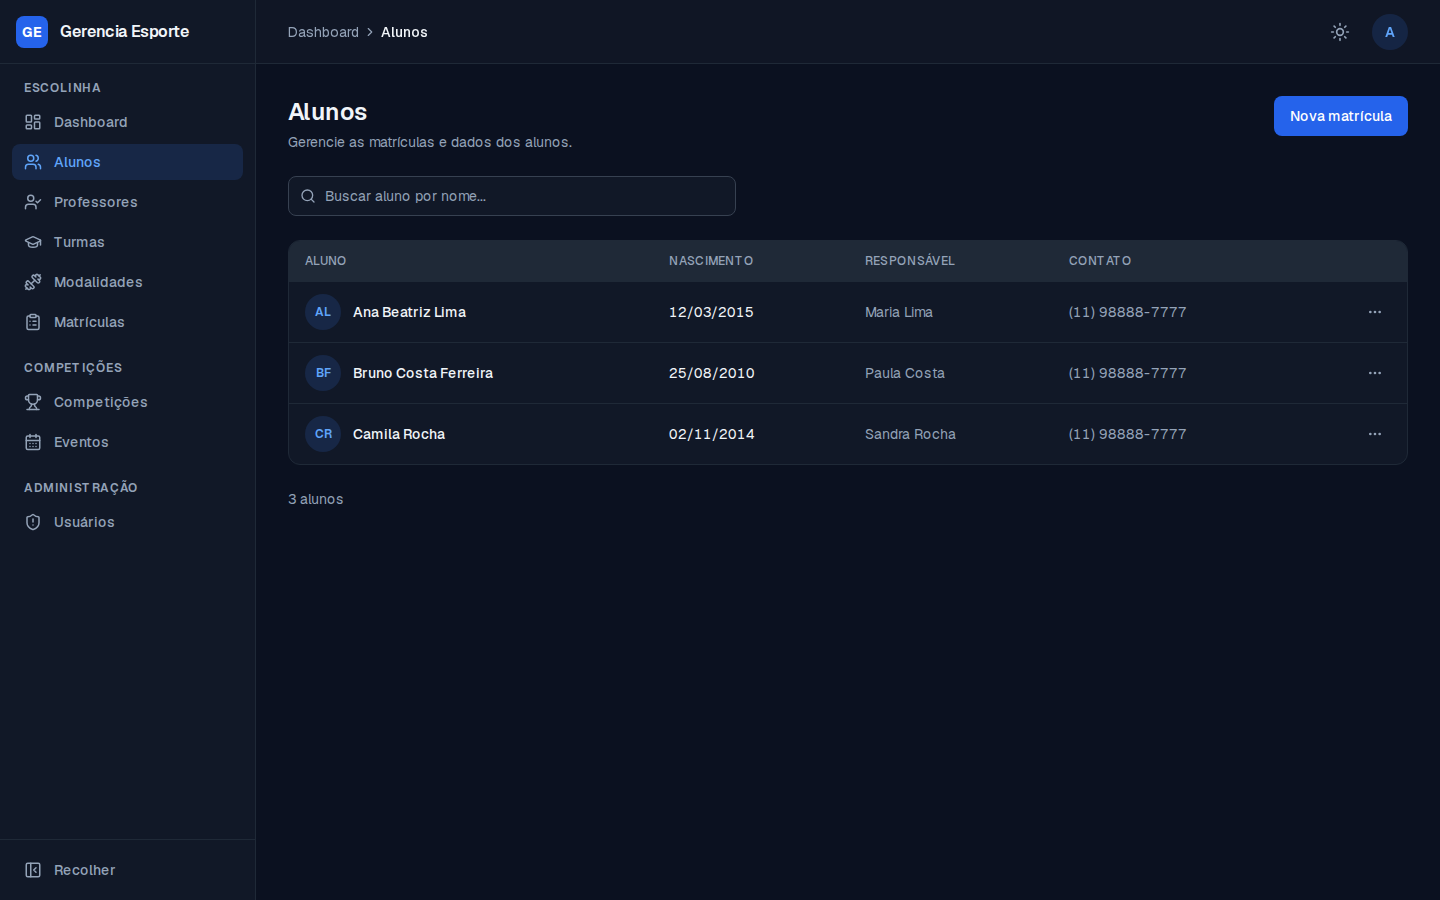 GE Gerencia Esporte
Dashboard > Alunos
A
ESCOLINHA
Dashboard
Alunos
Professores
Turmas
Modalidades
Matrículas
COMPETIÇÕES
Competições
Eventos
ADMINISTRAÇÃO
Usuários
Recolher
Alunos
Gerencie as matrículas e dados dos alunos.
Nova matrícula
Buscar aluno por nome...
ALUNO NASCIMENTO RESPONSÁVEL CONTATO
AL Ana Beatriz Lima 12/03/2015 Maria Lima (11) 98888-7777
BF Bruno Costa Ferreira 25/08/2010 Paula Costa (11) 98888-7777
CR Camila Rocha 02/11/2014 Sandra Rocha (11) 98888-7777
3 alunos